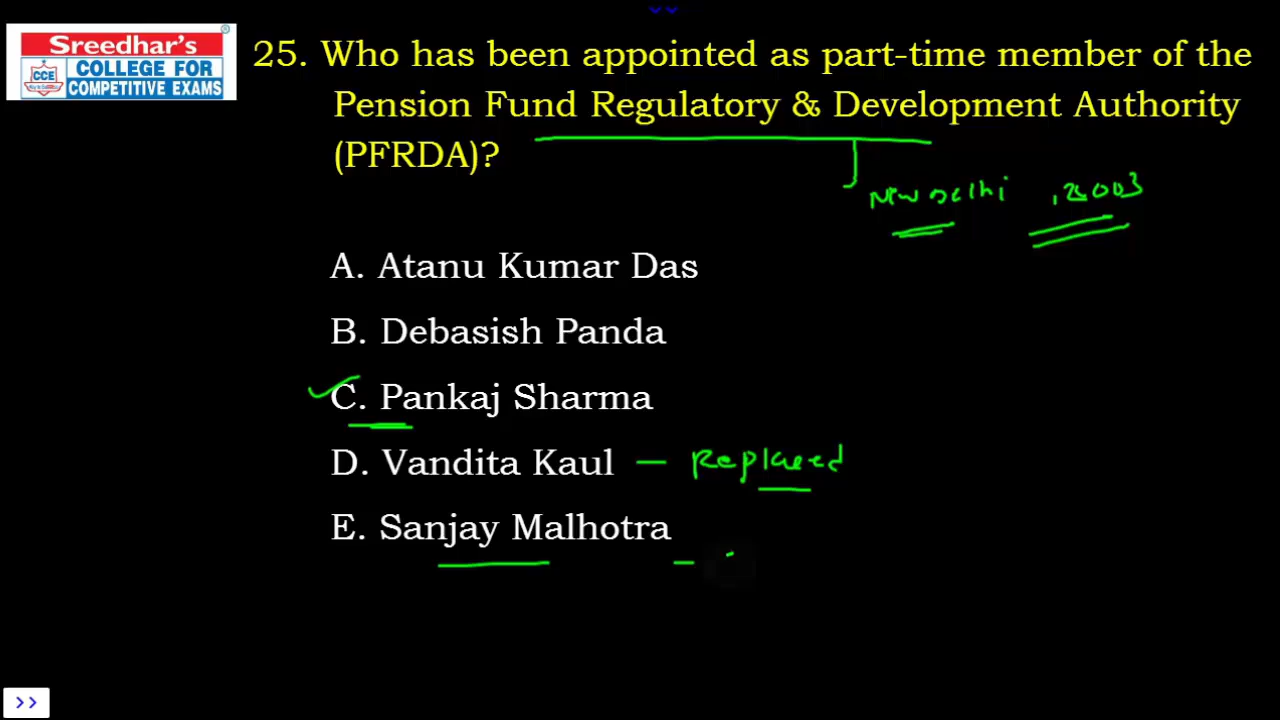 Sreedhar's
CCE
COLLEGE FOR
COMPETITIVE EXAMS
25. Who has been appointed as part-time member of the
Pension Fund Regulatory & Development Authority
(PFRDA)?
New Delhi , 2003
A. Atanu Kumar Das
B. Debasish Panda
C. Pankaj Sharma
D. Vandita Kaul — Replaced
E. Sanjay Malhotra –
>>